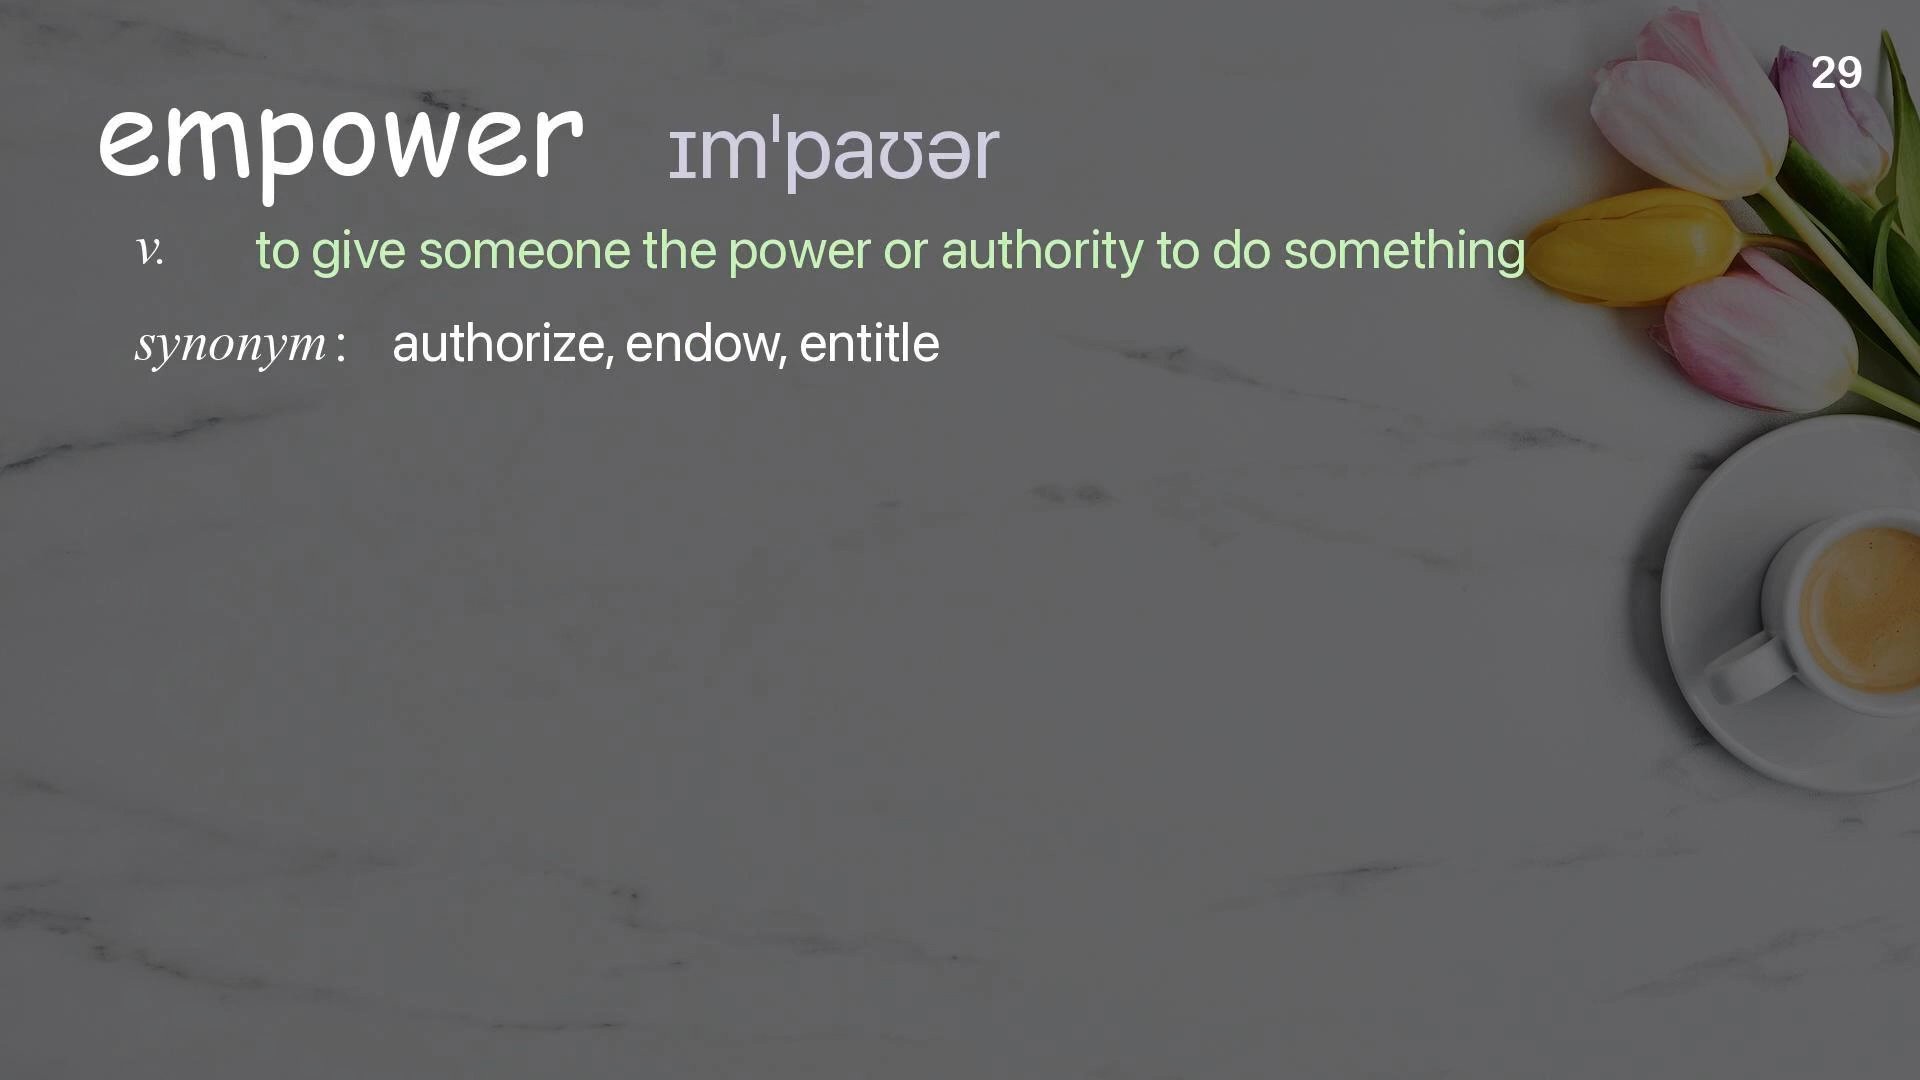 29
empower ɪmˈpaʊər
v. to give someone the power or authority to do something
synonym : authorize, endow, entitle